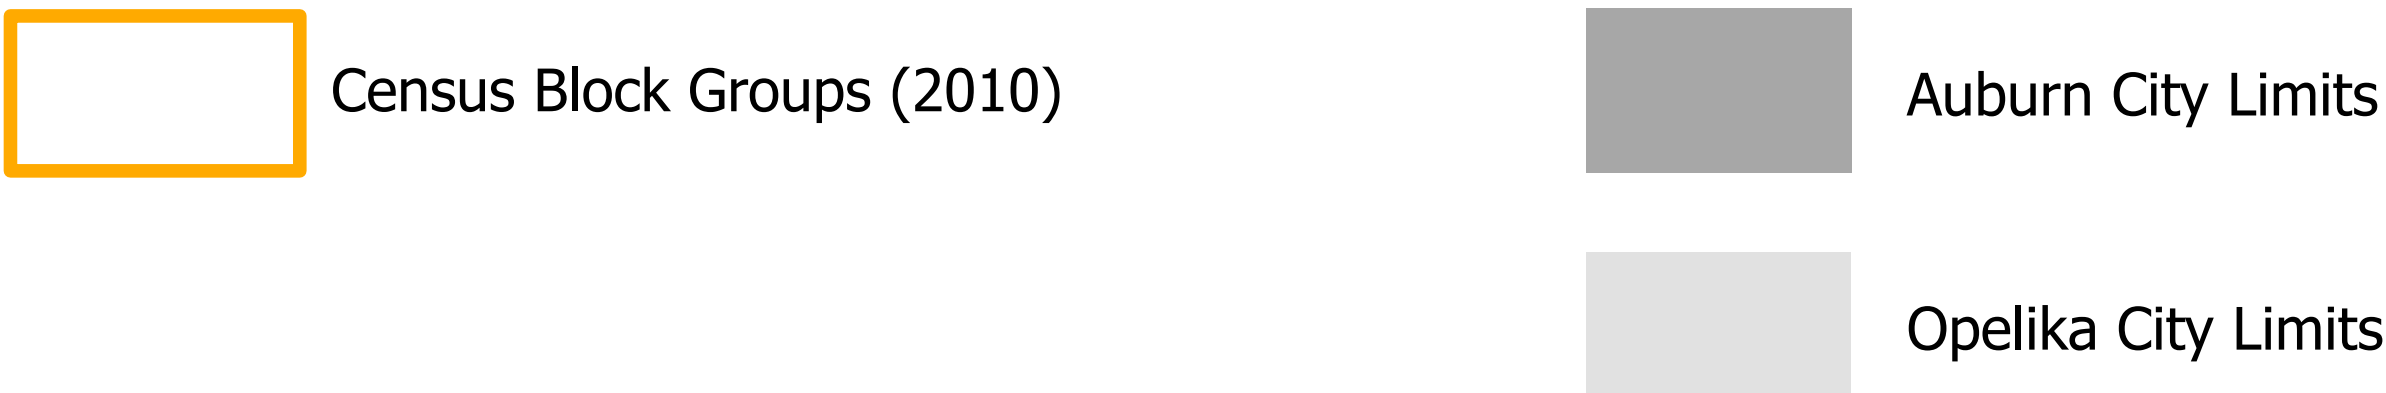 Census Block Groups (2010)
Auburn City Limits
Opelika City Limits